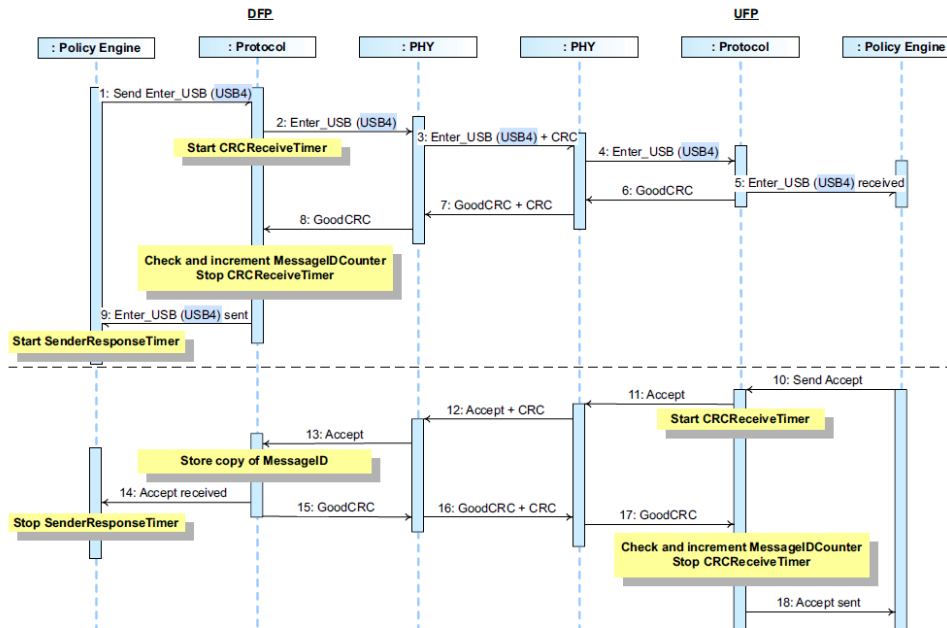 DFP
UFP
: Policy Engine
: Protocol
: PHY
: PHY
: Protocol
: Policy Engine
1: Send Enter_USB (USB4)
2: Enter_USB (USB4)
Start CRCReceiveTimer
3: Enter_USB (USB4) + CRC
4: Enter_USB (USB4)
5: Enter_USB (USB4) received
6: GoodCRC
7: GoodCRC + CRC
8: GoodCRC
Check and increment MessageIDCounter
Stop CRCReceiveTimer
9: Enter_USB (USB4) sent
Start SenderResponseTimer
10: Send Accept
11: Accept
Start CRCReceiveTimer
12: Accept + CRC
13: Accept
Store copy of MessageID
14: Accept received
Stop SenderResponseTimer
15: GoodCRC
16: GoodCRC + CRC
17: GoodCRC
Check and increment MessageIDCounter
Stop CRCReceiveTimer
18: Accept sent